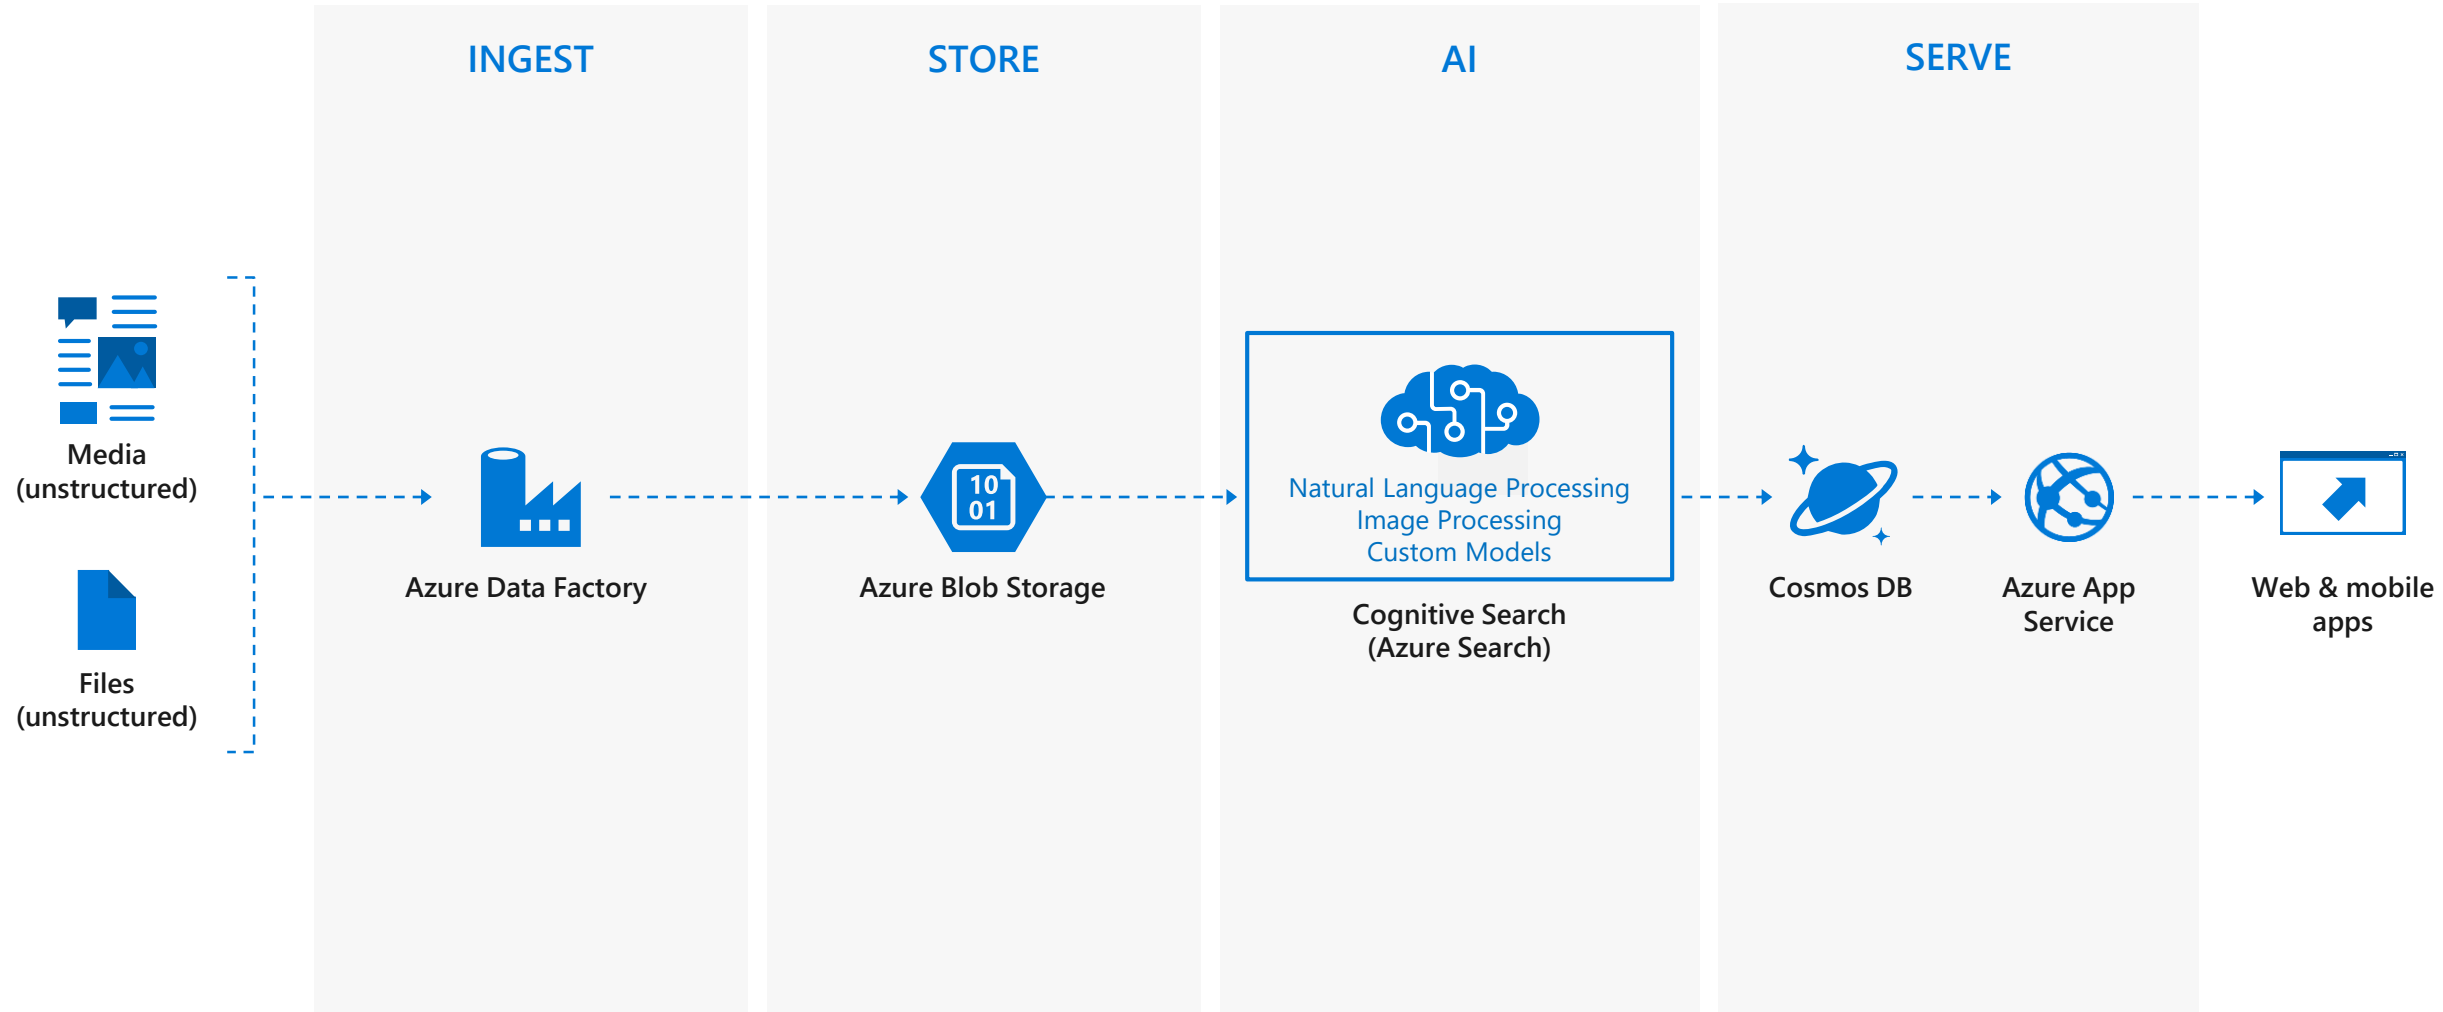 INGEST
STORE
AI
SERVE
Media
(unstructured)
Files
(unstructured)
Azure Data Factory
10
01
Azure Blob Storage
Natural Language Processing
Image Processing
Custom Models
Cognitive Search
(Azure Search)
Cosmos DB
Azure App
Service
Web & mobile
apps